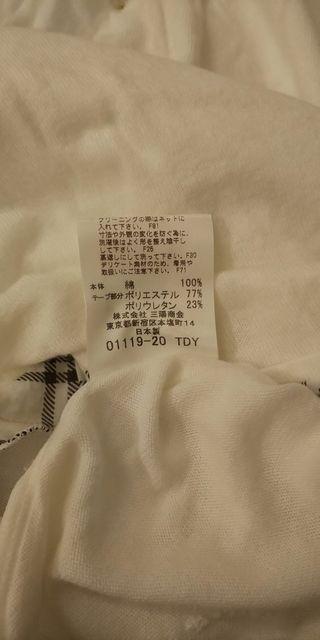 クリーニングの際はネットに
入れて下さい。 F81
寸法や外観の変化を防ぐ為に、
洗濯後はよく形を整え陰干し
して下さい。 F26
裏返しにして洗って下さい。F30
デリケート素材のため、着用や
取扱いにご注意下さい。 F71
本体 綿 100%
テープ部分 ポリエステル 77%
ポリウレタン 23%
株式会社 三陽商会
東京都新宿区本塩町14
日本製
01119-20 TDY